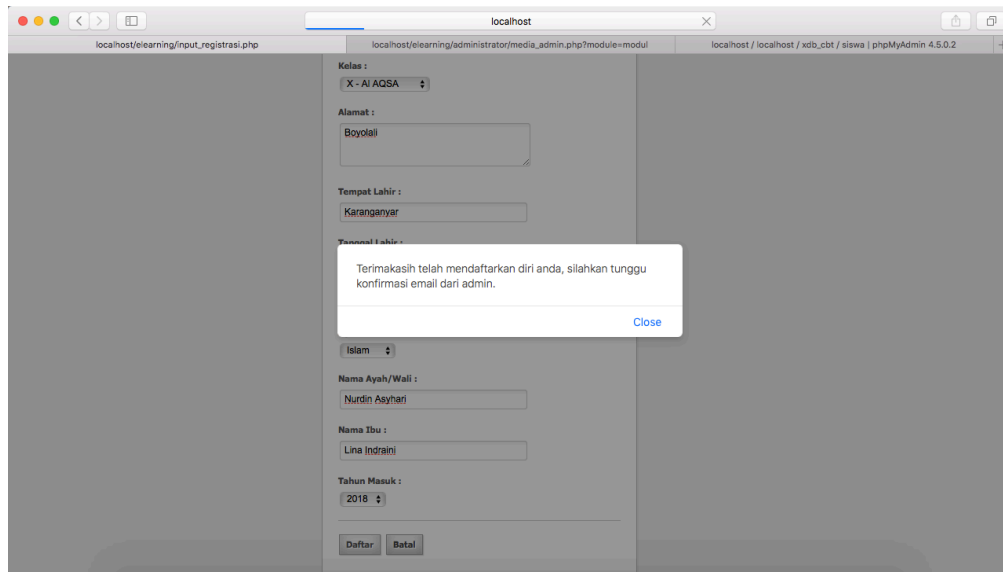 localhost
localhost/elearning/input_registrasi.php
localhost/elearning/administrator/media_admin.php?module=modul
localhost / localhost / xdb_cbt / siswa | phpMyAdmin 4.5.0.2
Kelas :
X - Al AQSA
Alamat :
Boyolali
Tempat Lahir :
Karanganyar
Tanggal Lahir :
Terimakasih telah mendaftarkan diri anda, silahkan tunggu
konfirmasi email dari admin.
Close
Islam
Nama Ayah/Wali :
Nurdin Asyhari
Nama Ibu :
Lina Indraini
Tahun Masuk :
2018
Daftar Batal